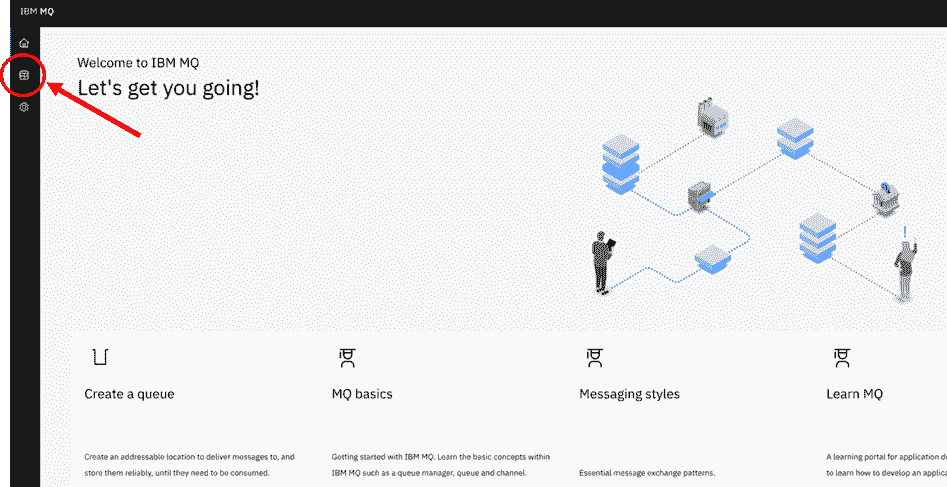 IBM MQ
Welcome to IBM MQ
Let's get you going!
Create a queue
MQ basics
Messaging styles
Learn MQ
Create an addressable location to deliver messages to, and
store them reliably, until they need to be consumed.
Getting started with IBM MQ. Learn the basic concepts within
IBM MQ such as a queue manager, queue and channel.
Essential message exchange patterns.
A learning portal for application
to learn how to develop an